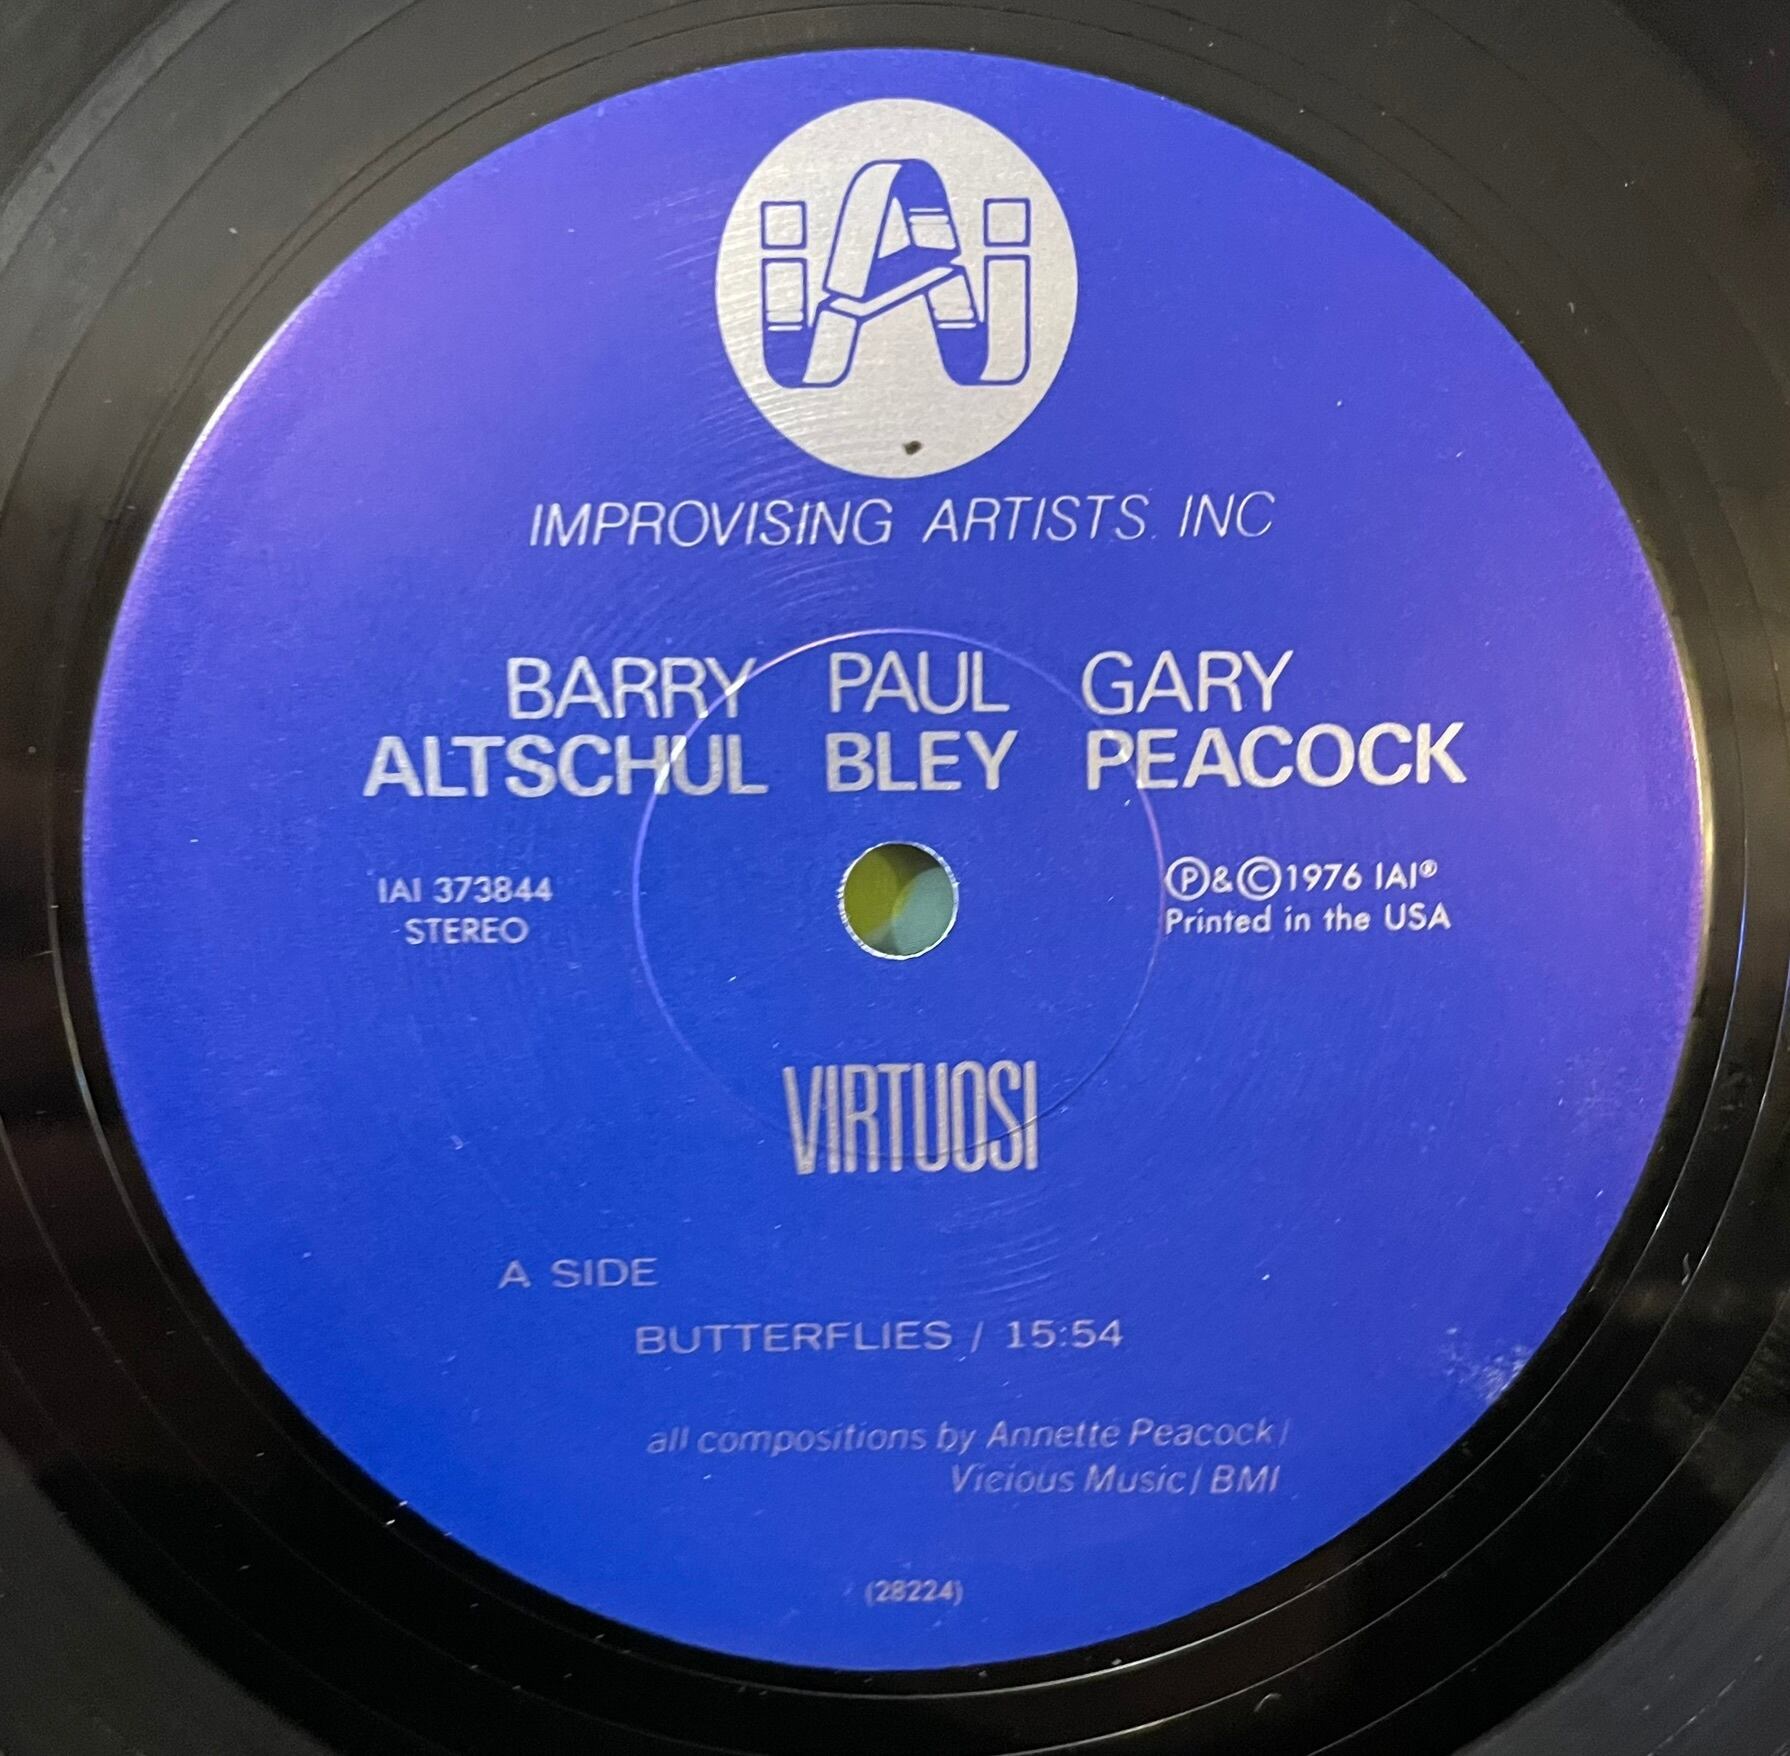 iAi
IMPROVISING ARTISTS. INC
BARRY PAUL GARY
ALTSCHUL BLEY PEACOCK
IAI 373844
STEREO
Ⓟ&©1976 IAI®
Printed in the USA
VIRTUOSI
A SIDE
BUTTERFLIES / 15:54
all compositions by Annette Peacock /
Vicious Music / BMI
(28224)